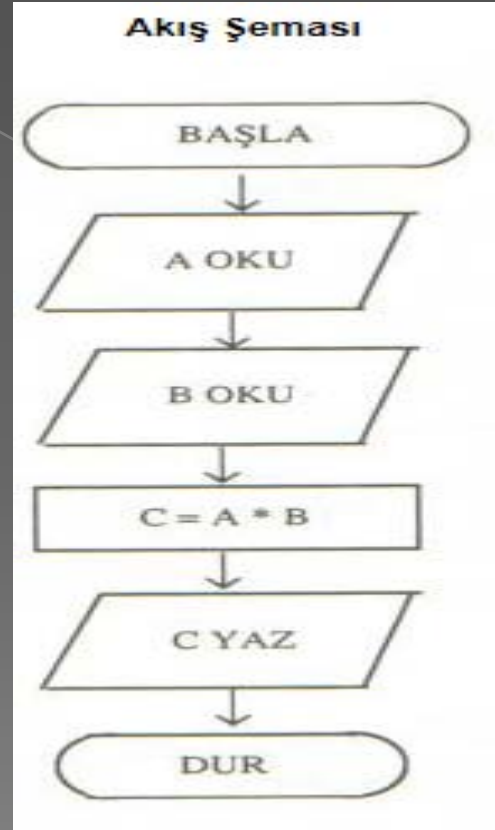 Akış Şeması
BAŞLA
A OKU
B OKU
C = A * B
C YAZ
DUR